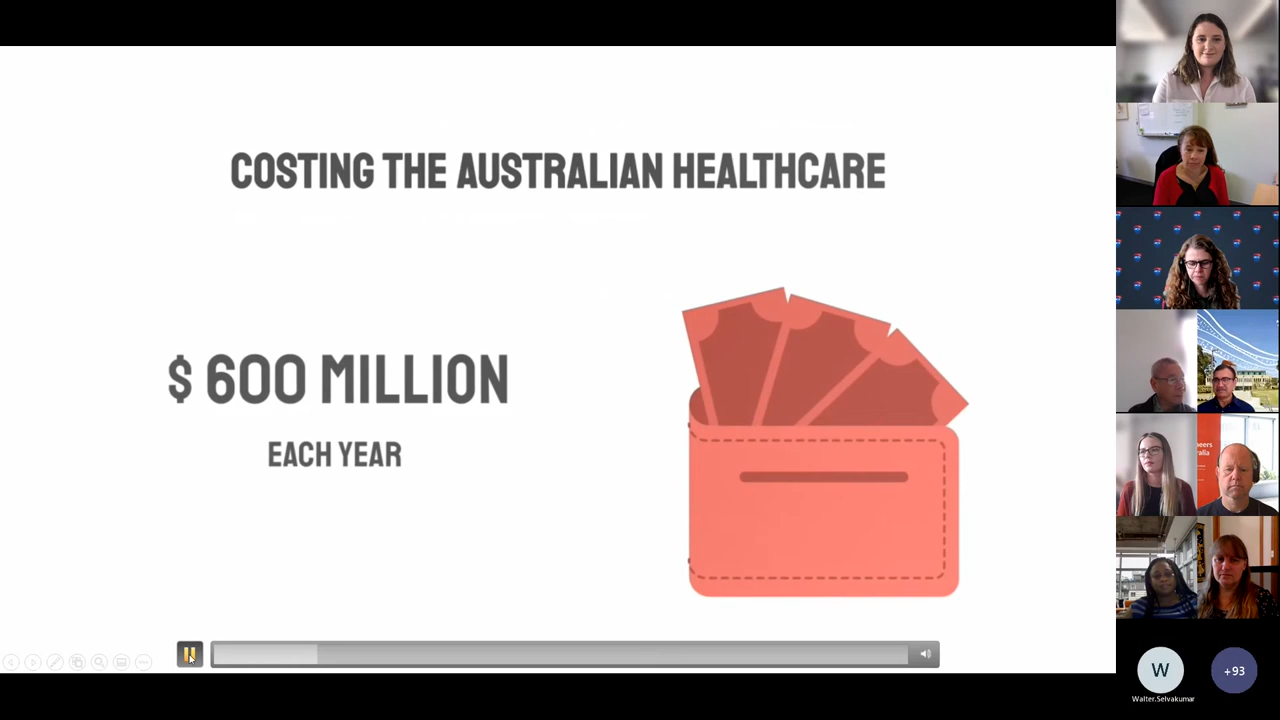 COSTING THE AUSTRALIAN HEALTHCARE
$ 600 MILLION
EACH YEAR
W
Walter.Selvakumar
+93